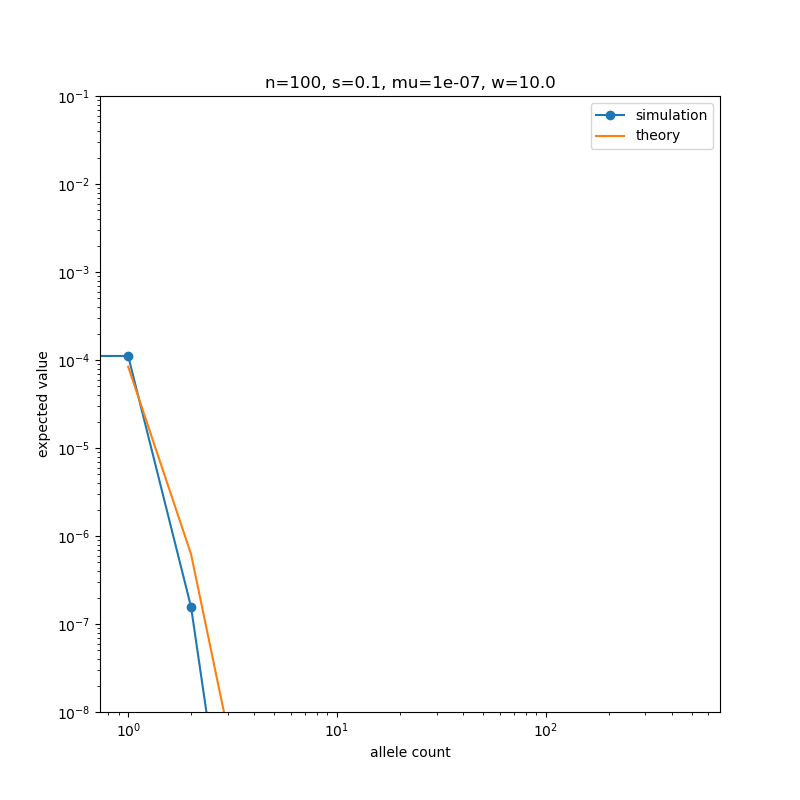 n=100, s=0.1, mu=1e-07, w=10.0
simulation
theory
10⁻¹
10⁻²
10⁻³
10⁻⁴
10⁻⁵
10⁻⁶
10⁻⁷
10⁻⁸
expected value
10⁰ 10¹ 10²
allele count